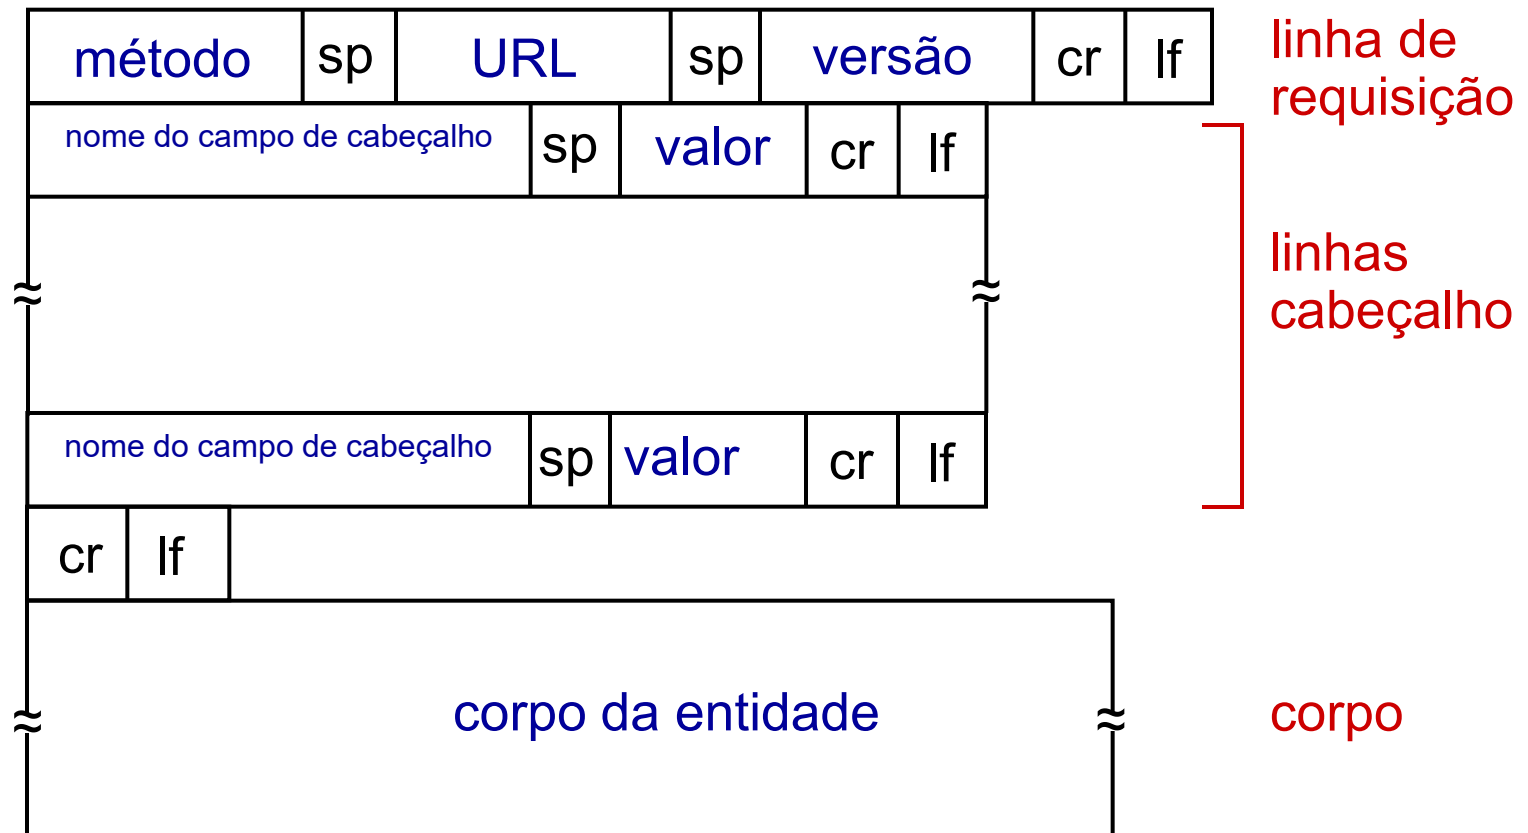 método sp URL sp versão cr lf
linha de
requisição
nome do campo de cabeçalho sp valor cr lf
linhas
cabeçalho
≈ ≈
nome do campo de cabeçalho sp valor cr lf
cr lf
≈ corpo da entidade ≈
corpo